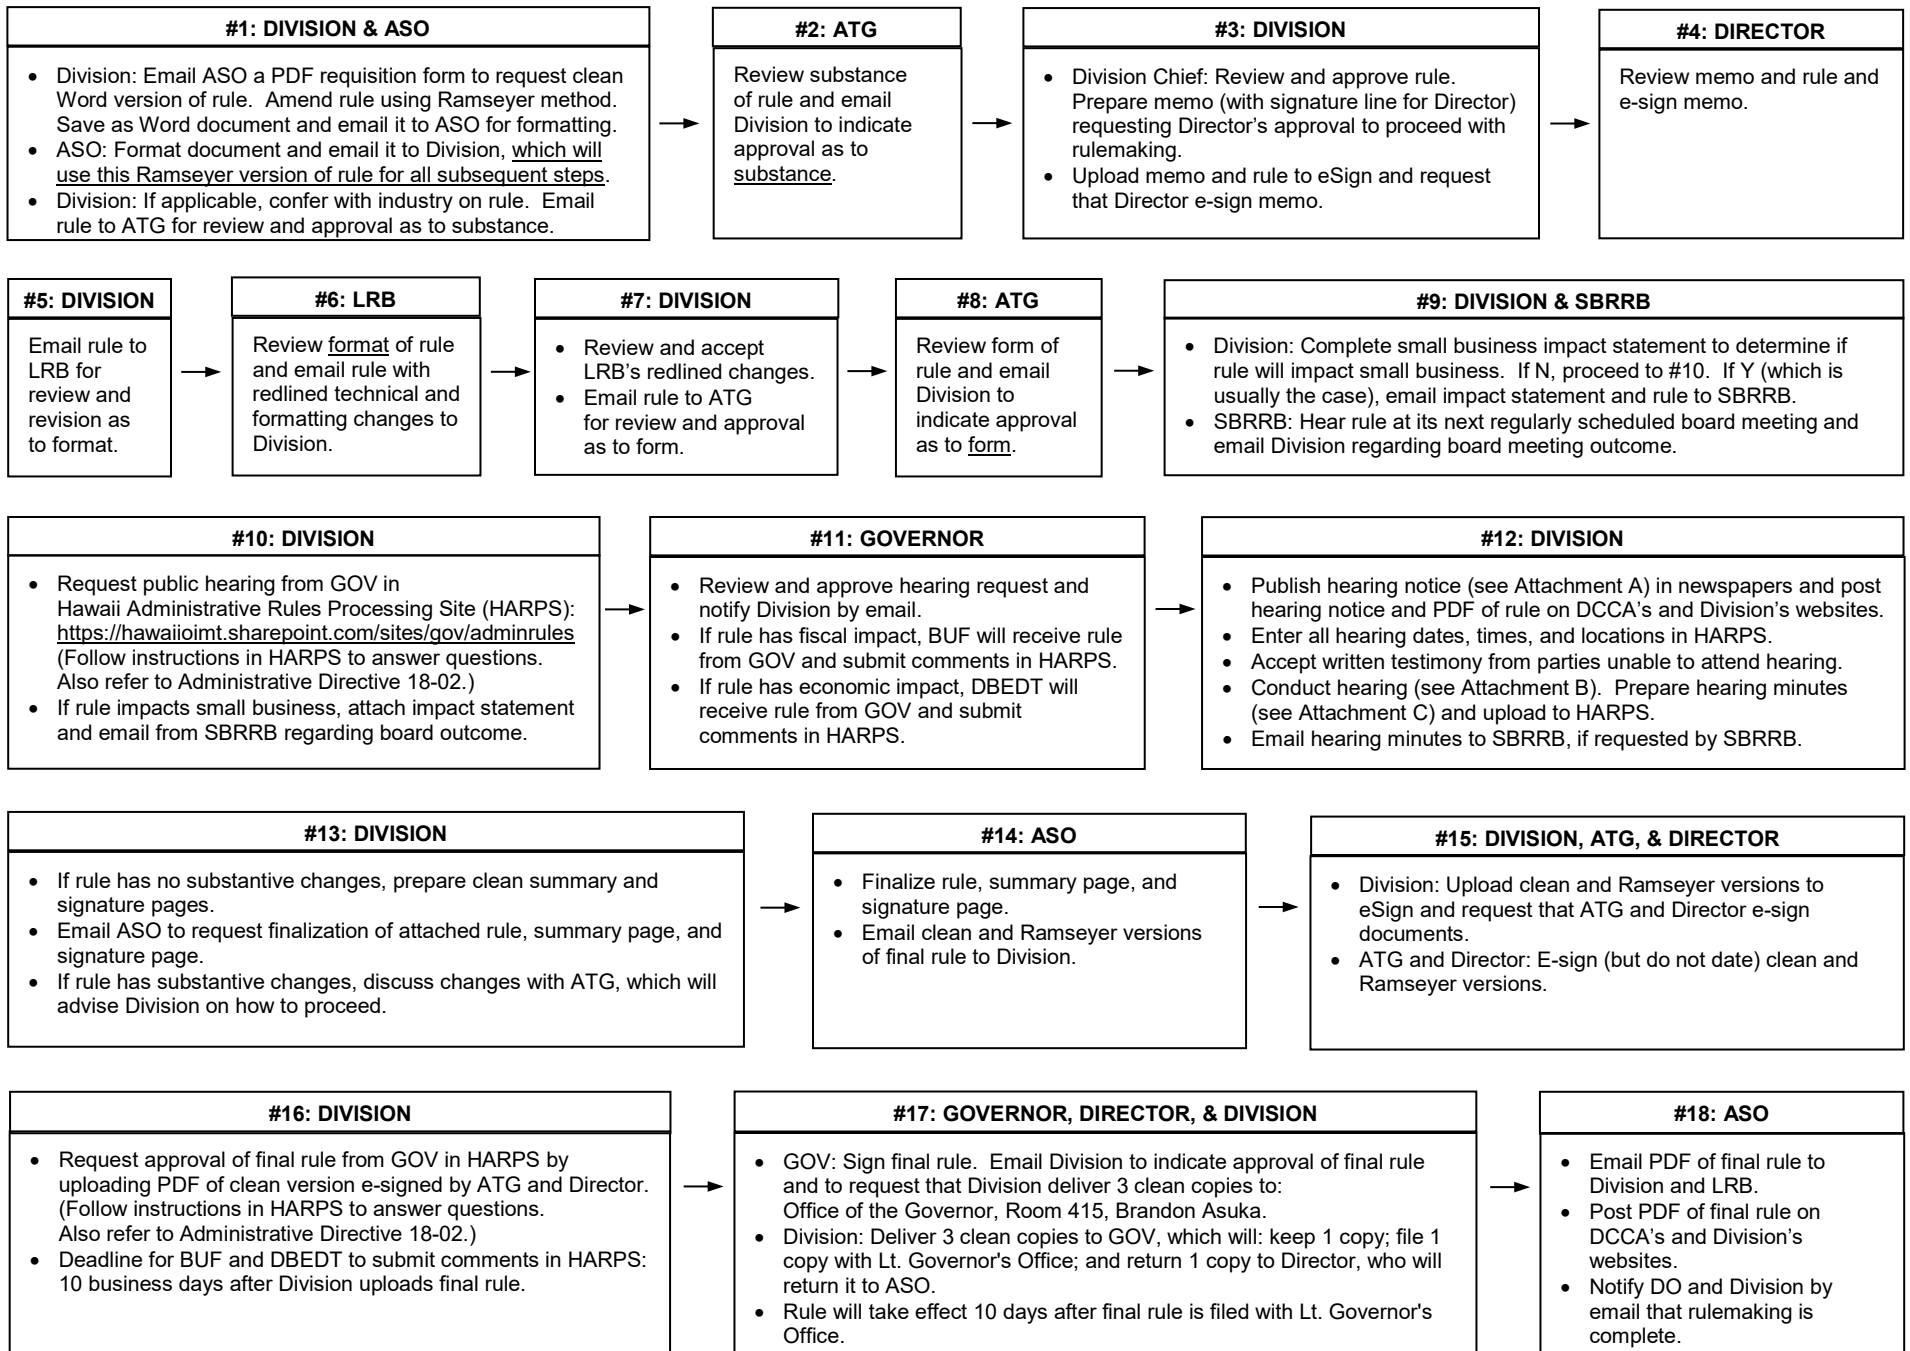 #1: DIVISION & ASO
• Division: Email ASO a PDF requisition form to request clean
Word version of rule. Amend rule using Ramseyer method.
Save as Word document and email it to ASO for formatting.
• ASO: Format document and email it to Division, which will
use this Ramseyer version of rule for all subsequent steps.
• Division: If applicable, confer with industry on rule. Email
rule to ATG for review and approval as to substance.
#2: ATG
Review substance
of rule and email
Division to indicate
approval as to
substance.
#3: DIVISION
• Division Chief: Review and approve rule.
Prepare memo (with signature line for Director)
requesting Director's approval to proceed with
rulemaking.
• Upload memo and rule to eSign and request
that Director e-sign memo.
#4: DIRECTOR
Review memo and rule and
e-sign memo.
#5: DIVISION
Email rule to
LRB for
review and
revision as
to format.
#6: LRB
Review format of rule
and email rule with
redlined technical and
formatting changes to
Division.
#7: DIVISION
• Review and accept
LRB's redlined changes.
• Email rule to ATG
for review and approval
as to form.
#8: ATG
Review form of
rule and email
Division to
indicate approval
as to form.
#9: DIVISION & SBRRB
• Division: Complete small business impact statement to determine if
rule will impact small business. If N, proceed to #10. If Y (which is
usually the case), email impact statement and rule to SBRRB.
• SBRRB: Hear rule at its next regularly scheduled board meeting and
email Division regarding board meeting outcome.
#10: DIVISION
• Request public hearing from GOV in
Hawaii Administrative Rules Processing Site (HARPS):
https://hawaiioimt.sharepoint.com/sites/gov/adminrules
(Follow instructions in HARPS to answer questions.
Also refer to Administrative Directive 18-02.)
• If rule impacts small business, attach impact statement
and email from SBRRB regarding board outcome.
#11: GOVERNOR
• Review and approve hearing request and
notify Division by email.
• If rule has fiscal impact, BUF will receive rule
from GOV and submit comments in HARPS.
• If rule has economic impact, DBEDT will
receive rule from GOV and submit
comments in HARPS.
#12: DIVISION
• Publish hearing notice (see Attachment A) in newspapers and post
hearing notice and PDF of rule on DCCA's and Division's websites.
• Enter all hearing dates, times, and locations in HARPS.
• Accept written testimony from parties unable to attend hearing.
• Conduct hearing (see Attachment B). Prepare hearing minutes
(see Attachment C) and upload to HARPS.
• Email hearing minutes to SBRRB, if requested by SBRRB.
#13: DIVISION
• If rule has no substantive changes, prepare clean summary and
signature pages.
• Email ASO to request finalization of attached rule, summary page, and
signature page.
• If rule has substantive changes, discuss changes with ATG, which will
advise Division on how to proceed.
#14: ASO
• Finalize rule, summary page, and
signature page.
• Email clean and Ramseyer versions
of final rule to Division.
#15: DIVISION, ATG, & DIRECTOR
• Division: Upload clean and Ramseyer versions to
eSign and request that ATG and Director e-sign
documents.
• ATG and Director: E-sign (but do not date) clean and
Ramseyer versions.
#16: DIVISION
• Request approval of final rule from GOV in HARPS by
uploading PDF of clean version e-signed by ATG and Director.
(Follow instructions in HARPS to answer questions.
Also refer to Administrative Directive 18-02.)
• Deadline for BUF and DBEDT to submit comments in HARPS:
10 business days after Division uploads final rule.
#17: GOVERNOR, DIRECTOR, & DIVISION
• GOV: Sign final rule. Email Division to indicate approval of final rule
and to request that Division deliver 3 clean copies to:
Office of the Governor, Room 415, Brandon Asuka.
• Division: Deliver 3 clean copies to GOV, which will: keep 1 copy; file 1
copy with Lt. Governor's Office; and return 1 copy to Director, who will
return it to ASO.
• Rule will take effect 10 days after final rule is filed with Lt. Governor's
Office.
#18: ASO
• Email PDF of final rule to
Division and LRB.
• Post PDF of final rule on
DCCA's and Division's
websites.
• Notify DO and Division by
email that rulemaking is
complete.